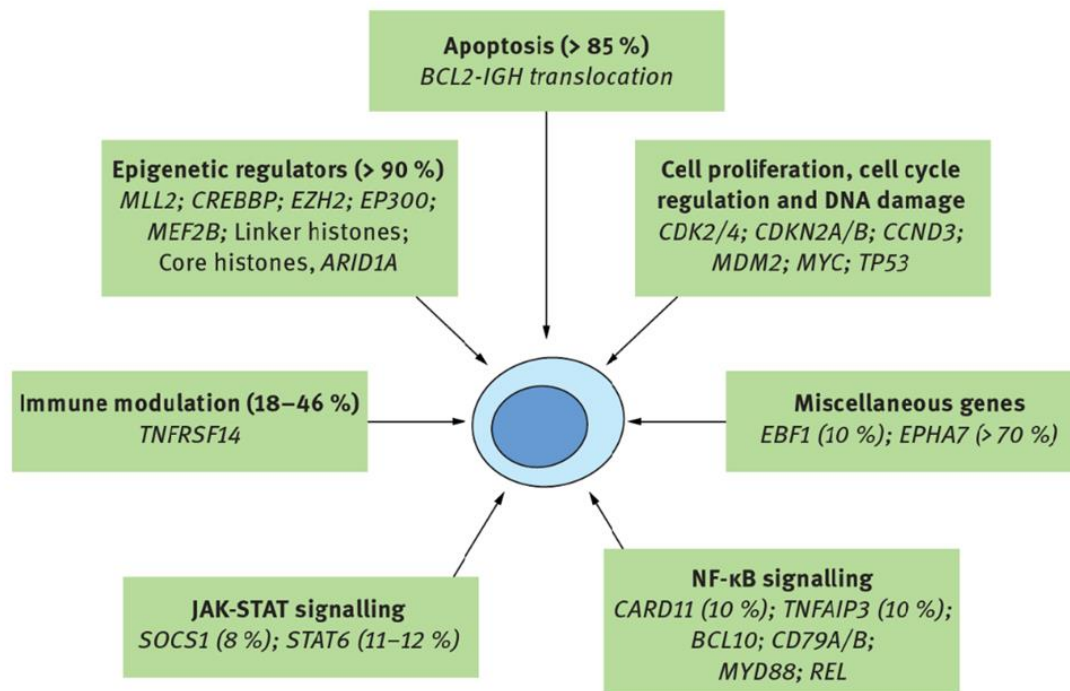 Apoptosis (> 85 %)
BCL2-IGH translocation
Epigenetic regulators (> 90 %)
MLL2; CREBBP; EZH2; EP300;
MEF2B; Linker histones;
Core histones, ARID1A
Cell proliferation, cell cycle
regulation and DNA damage
CDK2/4; CDKN2A/B; CCND3;
MDM2; MYC; TP53
Immune modulation (18–46 %)
TNFRSF14
Miscellaneous genes
EBF1 (10 %); EPHA7 (> 70 %)
JAK-STAT signalling
SOCS1 (8 %); STAT6 (11–12 %)
NF-κB signalling
CARD11 (10 %); TNFAIP3 (10 %);
BCL10; CD79A/B;
MYD88; REL